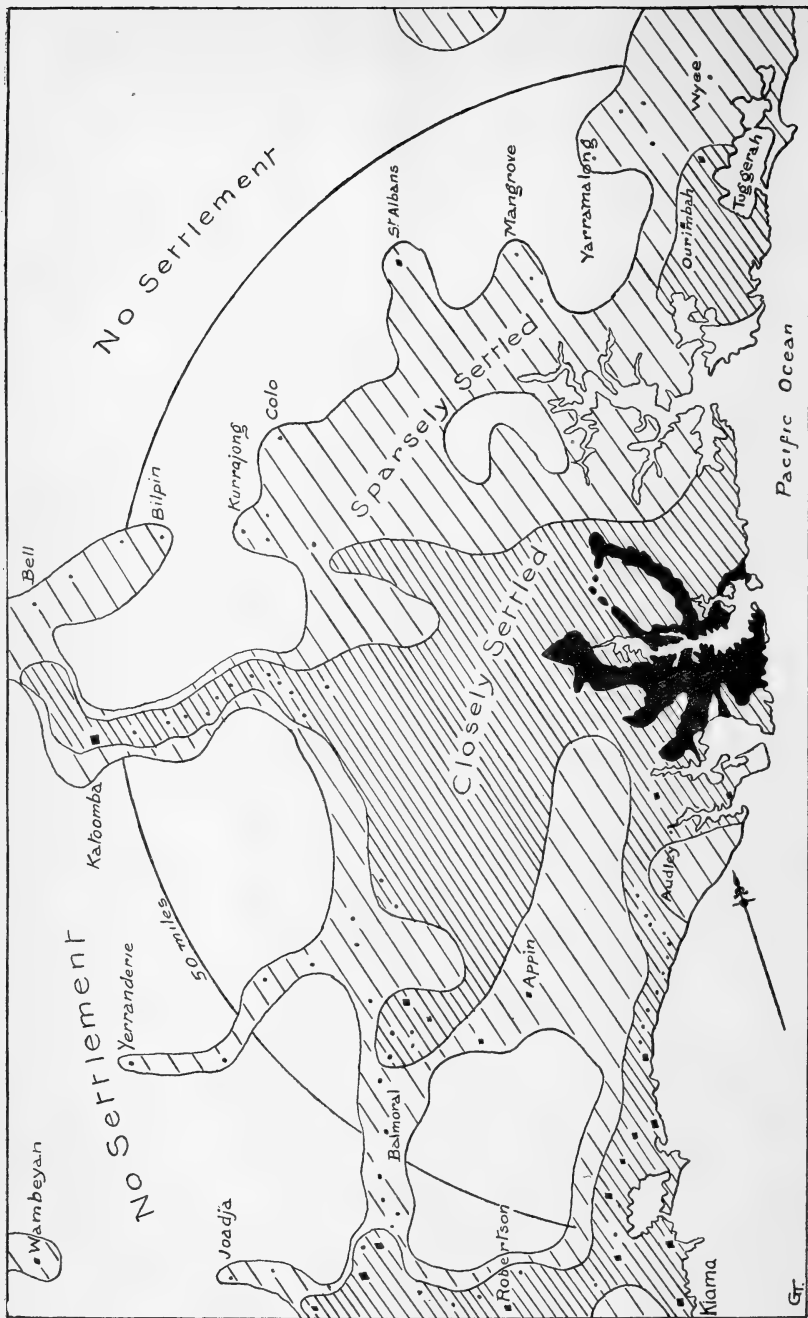 No Settlement
Bell
Bilpin
Kurrajong
Colo
St Albans
Mangrove
Yarramalong
Wyee
Ourimbah
Tuggerah
Sparsely Settled
Closely Settled
Katoomba
50 miles
No Settlement
Yerranderie
Wambeyan
Joadja
Balmoral
Appin
Robertson
Audley
Kiama
Pacific Ocean
GT.